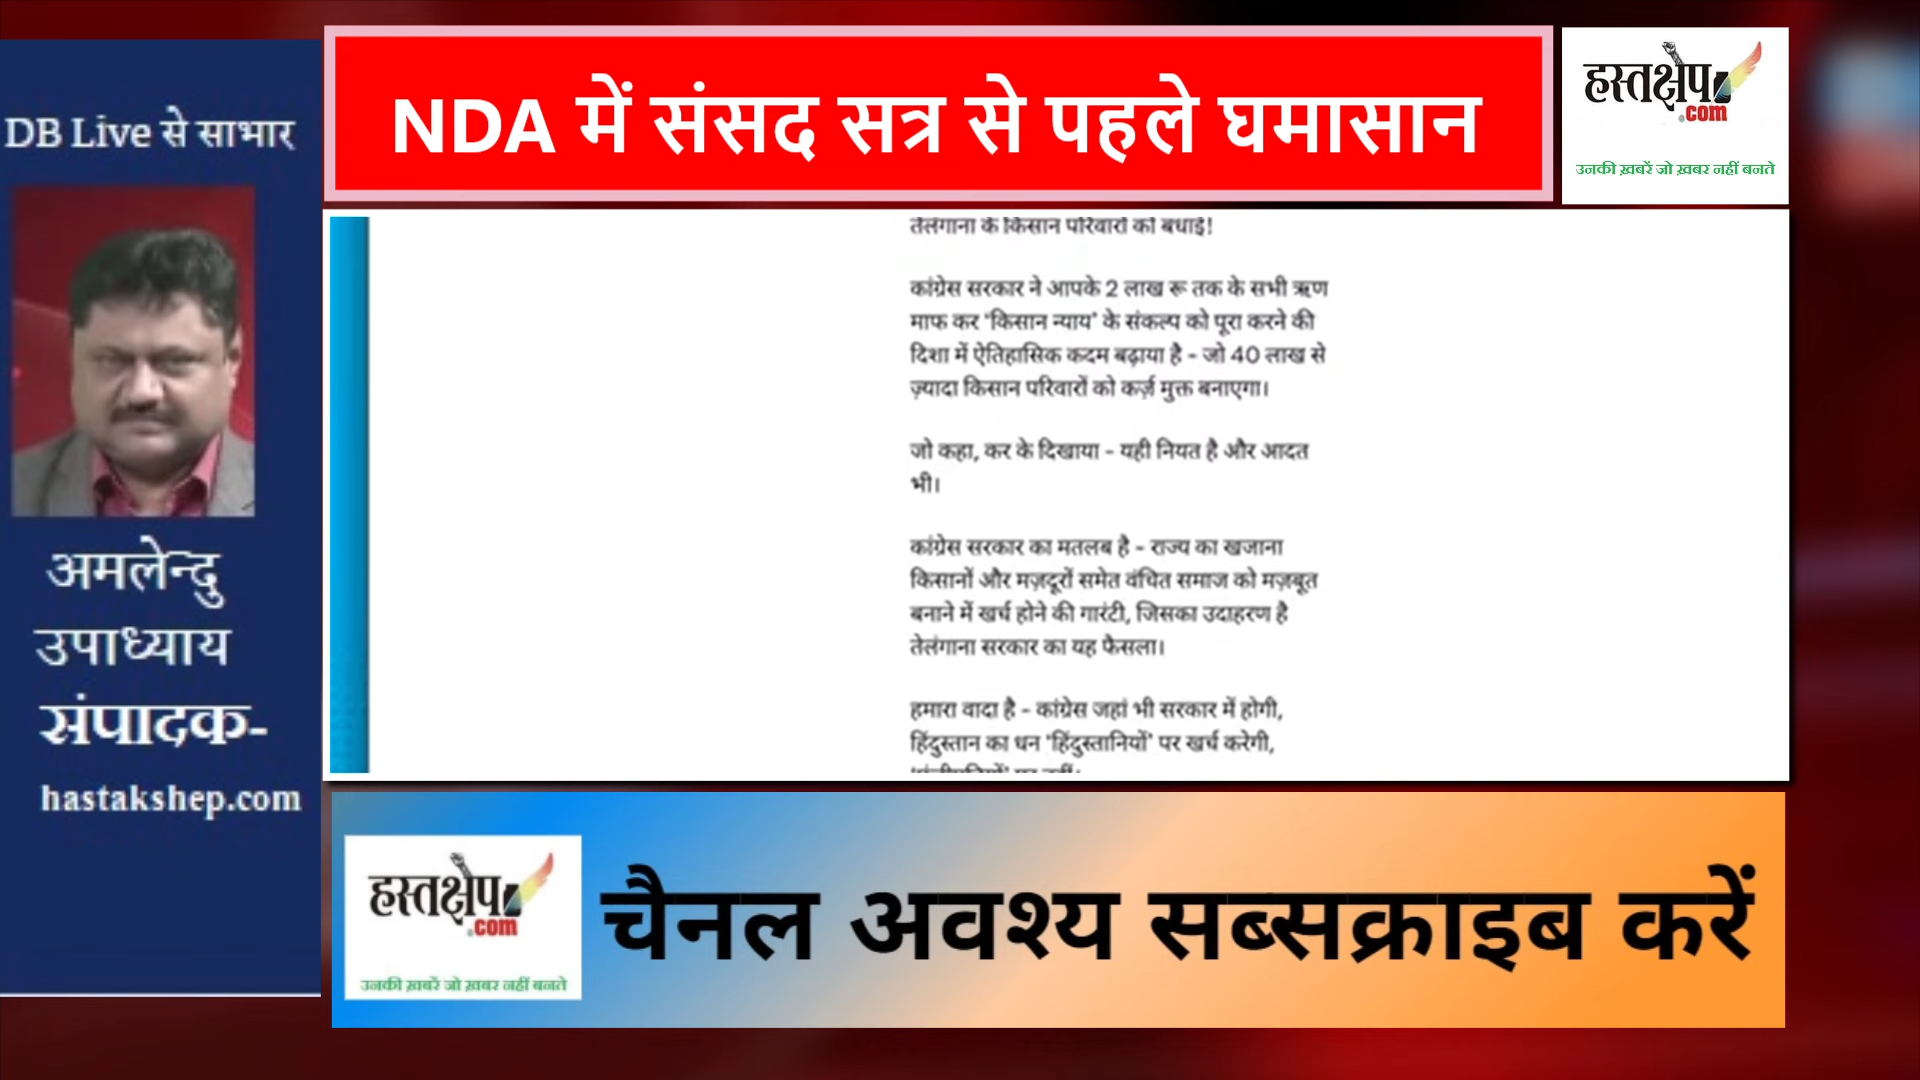 DB Live से साभार
अमलेन्दु
उपाध्याय
संपादक-
hastakshep.com
NDA में संसद सत्र से पहले घमासान
हस्तक्षेप
.com
उनकी ख़बरें जो ख़बर नहीं बनते
तेलंगाना के किसान परिवारों को बधाई!
कांग्रेस सरकार ने आपके 2 लाख रू तक के सभी ऋण
माफ कर 'किसान न्याय' के संकल्प को पूरा करने की
दिशा में ऐतिहासिक कदम बढ़ाया है - जो 40 लाख से
ज़्यादा किसान परिवारों को कर्ज़ मुक्त बनाएगा।
जो कहा, कर के दिखाया - यही नियत है और आदत
भी।
कांग्रेस सरकार का मतलब है - राज्य का खजाना
किसानों और मज़दूरों समेत वंचित समाज को मज़बूत
बनाने में खर्च होने की गारंटी, जिसका उदाहरण है
तेलंगाना सरकार का यह फैसला।
हमारा वादा है - कांग्रेस जहां भी सरकार में होगी,
हिंदुस्तान का धन 'हिंदुस्तानियों' पर खर्च करेगी,
हस्तक्षेप
.com
उनकी ख़बरें जो ख़बर नहीं बनते
चैनल अवश्य सब्सक्राइब करें